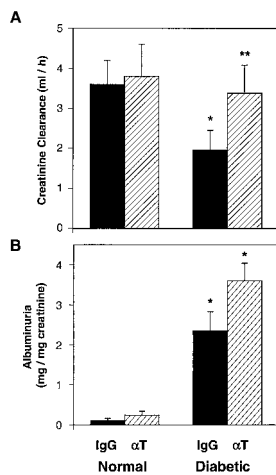 A
Creatinine Clearance (ml / h)
5
4
3
2
1
0
*
**
B
Albuminuria
(mg / mg creatinine)
4
3
2
1
0
*
*
IgG αT IgG αT
Normal Diabetic